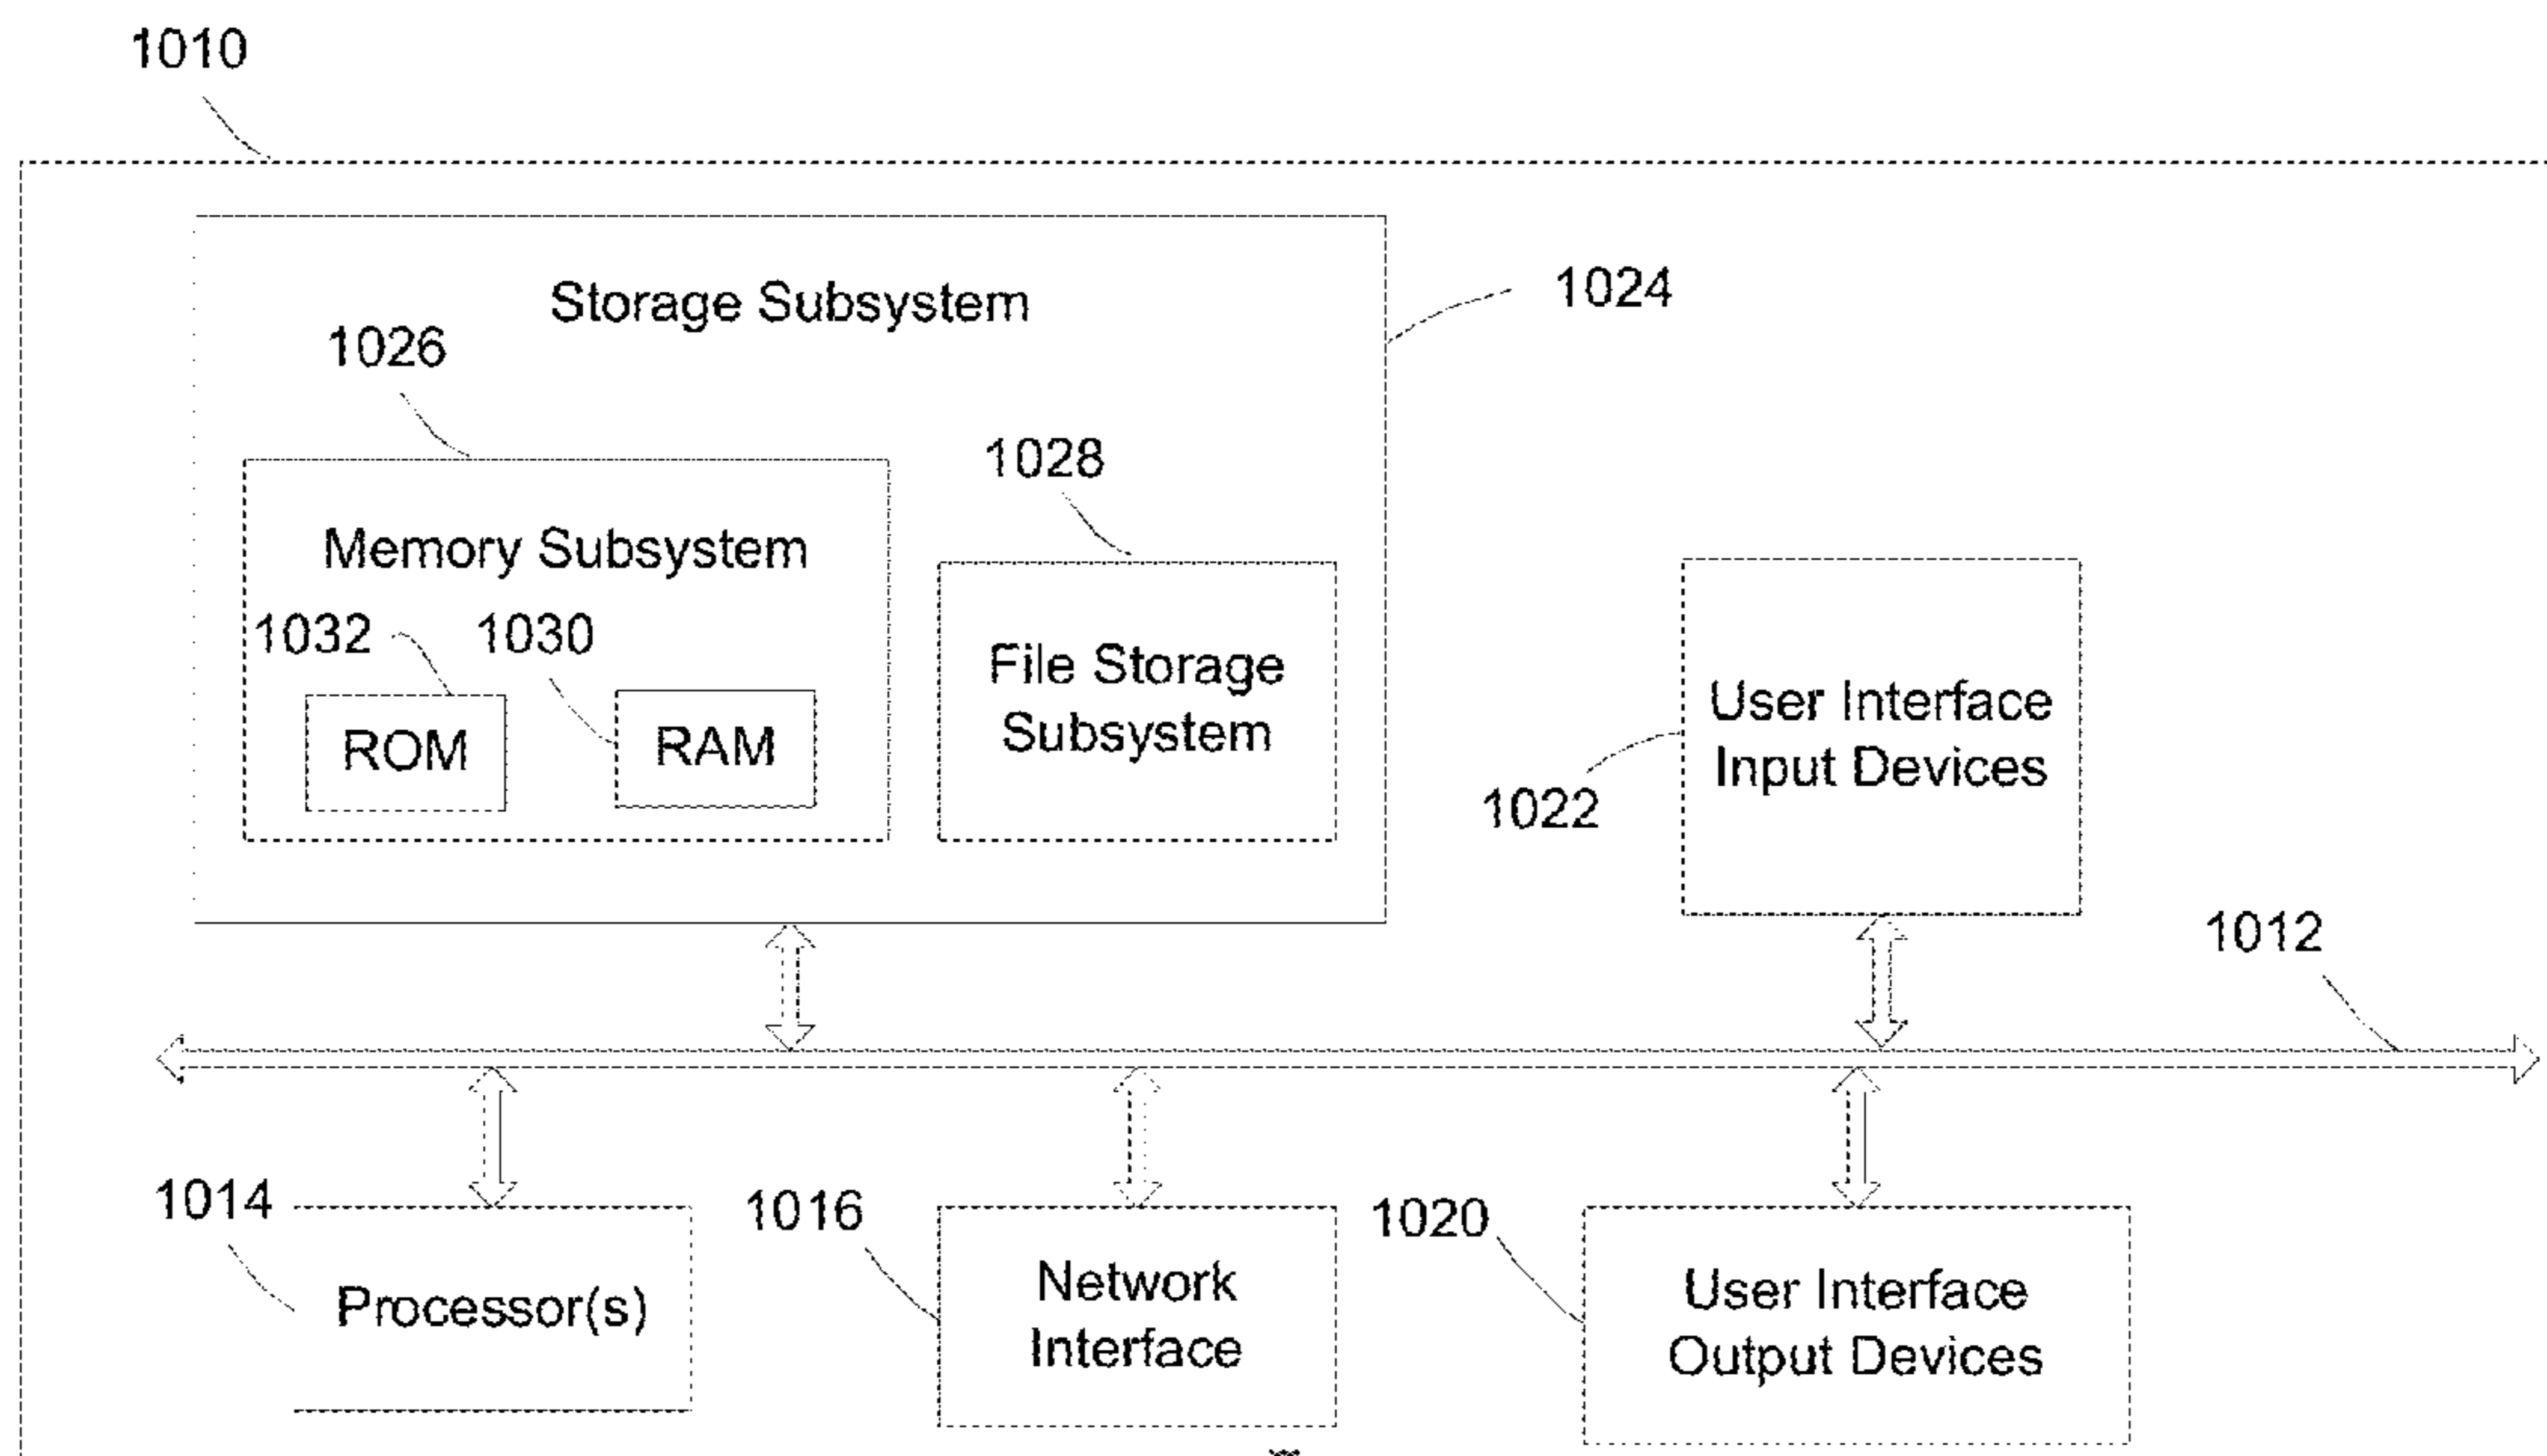 1010
Storage Subsystem
1024
1026
1028
Memory Subsystem
1032
1030
File Storage
Subsystem
ROM
RAM
User Interface
Input Devices
1022
1012
1014
1016
1020
Processor(s)
Network
Interface
User Interface
Output Devices